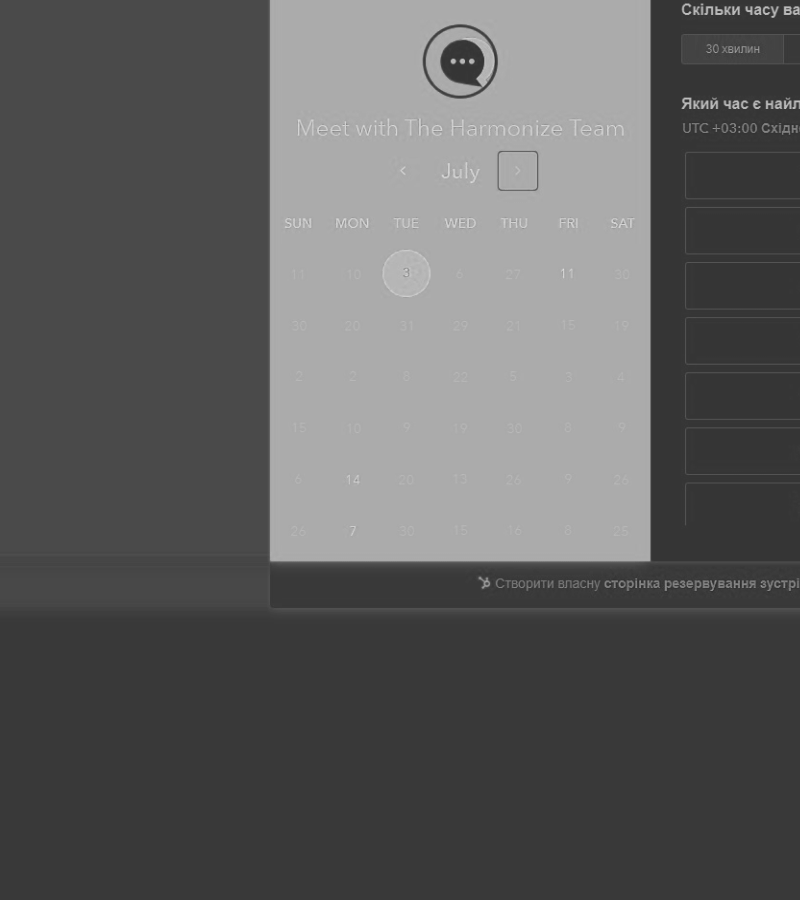 Скільки часу ва
30 хвилин
Який час є найл
UTC +03:00 Східн
Meet with The Harmonize Team
July
SUN MON TUE WED THU FRI SAT
11 10 3 6 27 11 30
30 20 31 29 21 15 19
2 2 8 22 5 3 4
15 10 9 19 30 8 9
6 14 20 13 26 9 26
26 7 30 15 16 6 25
Створити власну сторінка резервування зустрі